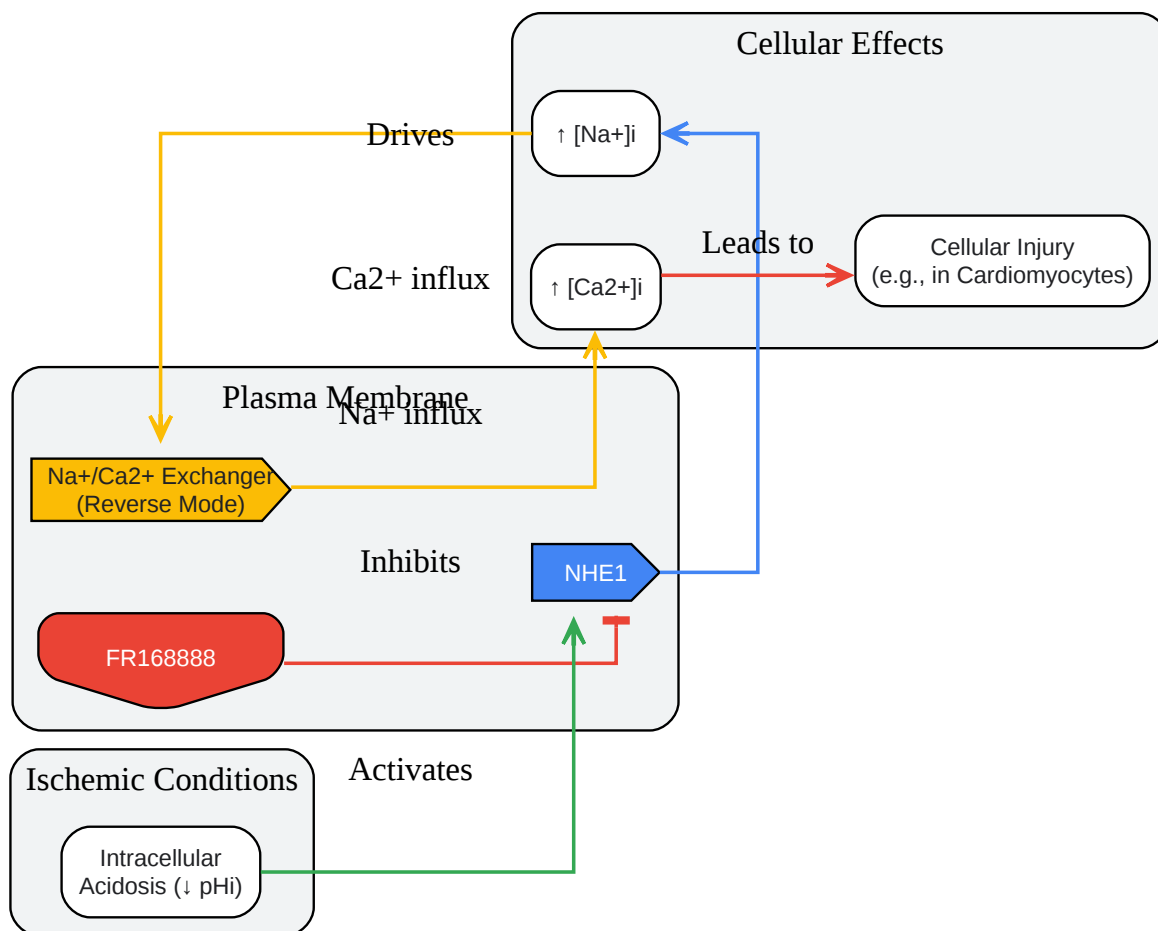 Cellular Effects
Drives
↑ [Na+]i
Leads to
Cellular Injury
(e.g., in Cardiomyocytes)
Ca2+ influx
↑ [Ca2+]i
Plasma Membrane
Na+ influx
Na+/Ca2+ Exchanger
(Reverse Mode)
Inhibits
NHE1
FR168888
Ischemic Conditions
Activates
Intracellular
Acidosis (↓ pHi)